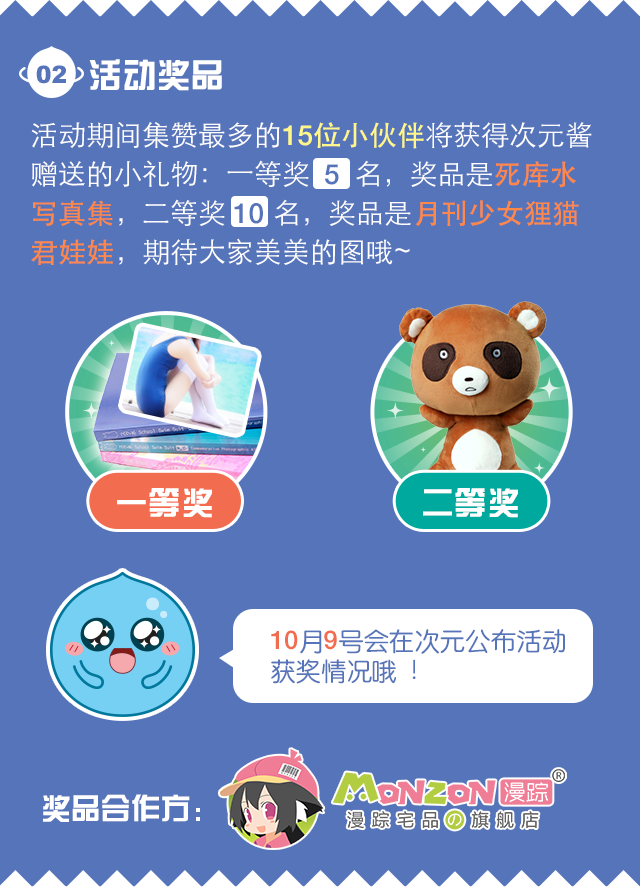 02 活动奖品
活动期间集赞最多的15位小伙伴将获得次元酱
赠送的小礼物：一等奖 5 名，奖品是死库水
写真集，二等奖 10 名，奖品是月刊少女狸猫
君娃娃，期待大家美美的图哦~
一等奖
二等奖
10月9号会在次元公布活动
获奖情况哦 ！
奖品合作方：
MONZON 漫踪®
漫踪宅品の旗舰店